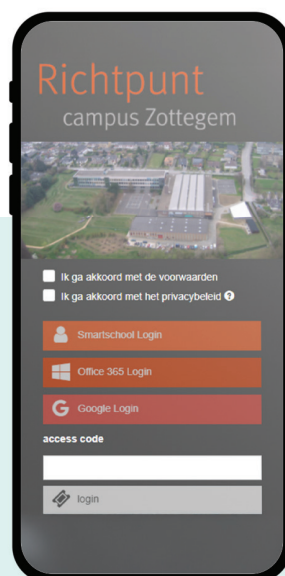 Richtpunt
campus Zottegem
Ik ga akkoord met de voorwaarden
Ik ga akkoord met het privacybeleid ?
Smartschool Login
Office 365 Login
G Google Login
access code
login